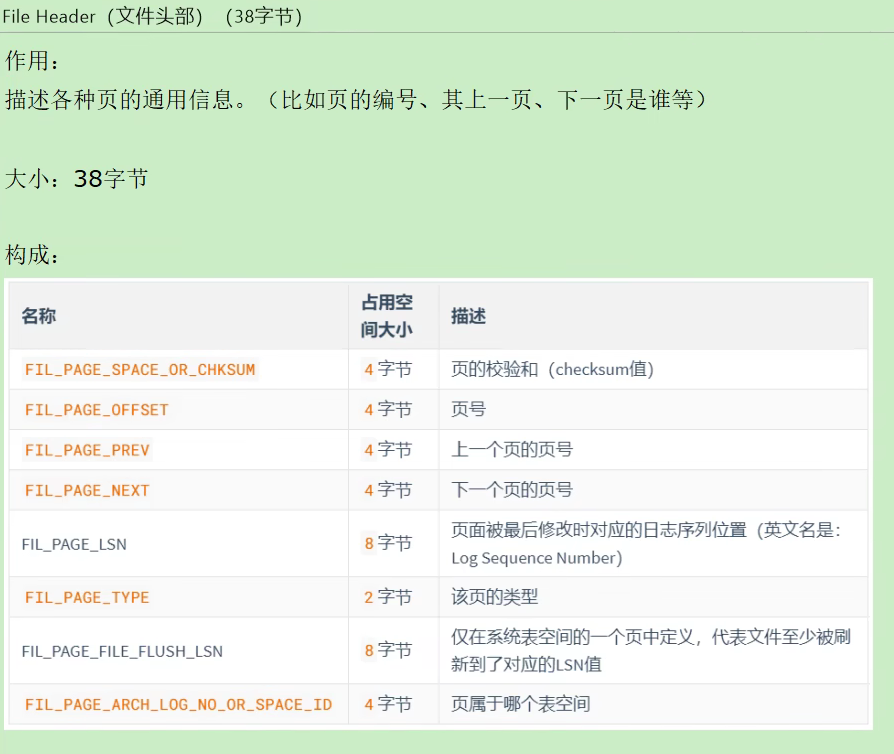 File Header（文件头部）（38字节）
作用：
描述各种页的通用信息。（比如页的编号、其上一页、下一页是谁等）
大小：38字节
构成：
名称 占用空间大小 描述
FIL_PAGE_SPACE_OR_CHKSUM 4 字节 页的校验和（checksum值）
FIL_PAGE_OFFSET 4 字节 页号
FIL_PAGE_PREV 4 字节 上一个页的页号
FIL_PAGE_NEXT 4 字节 下一个页的页号
FIL_PAGE_LSN 8 字节 页面被最后修改时对应的日志序列位置（英文名是：
Log Sequence Number）
FIL_PAGE_TYPE 2 字节 该页的类型
FIL_PAGE_FILE_FLUSH_LSN 8 字节 仅在系统表空间的一个页中定义，代表文件至少被刷
新到了对应的LSN值
FIL_PAGE_ARCH_LOG_NO_OR_SPACE_ID 4 字节 页属于哪个表空间